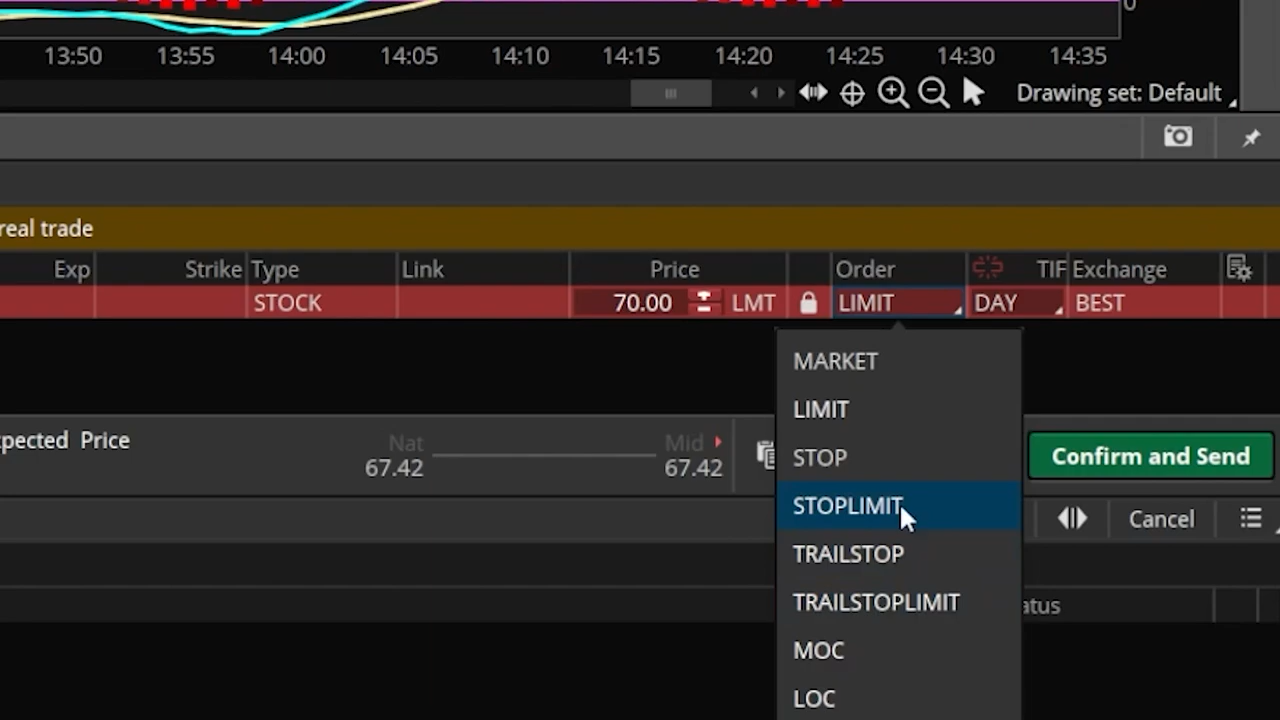 0
13:50 13:55 14:00 14:05 14:10 14:15 14:20 14:25 14:30 14:35
Drawing set: Default
real trade
Exp Strike Type Link Price Order TIF Exchange
STOCK 70.00 LMT LIMIT DAY BEST
MARKET
LIMIT
pected Price Nat Mid
67.42 67.42
Confirm and Send
STOP
STOPLIMIT
Cancel
TRAILSTOP
TRAILSTOPLIMIT
atus
MOC
LOC